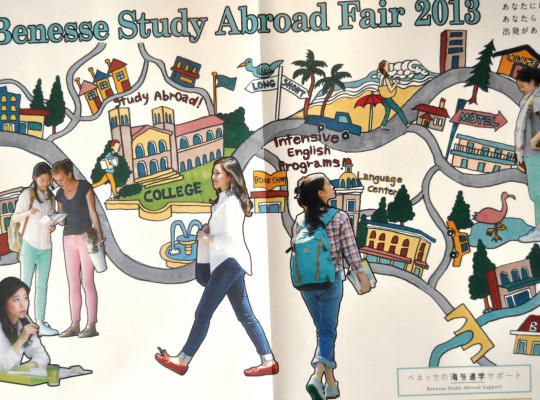 Benesse Study Abroad Fair 2013
あなたに
あなたら
出発があ
Study Abroad!
LONG
SHORT
Intensive
English
Programs
MOTEL
COLLEGE
BOOKSHOP
Language
Center
ベネッセの海外進学サポート
Benesse Study Abroad Support